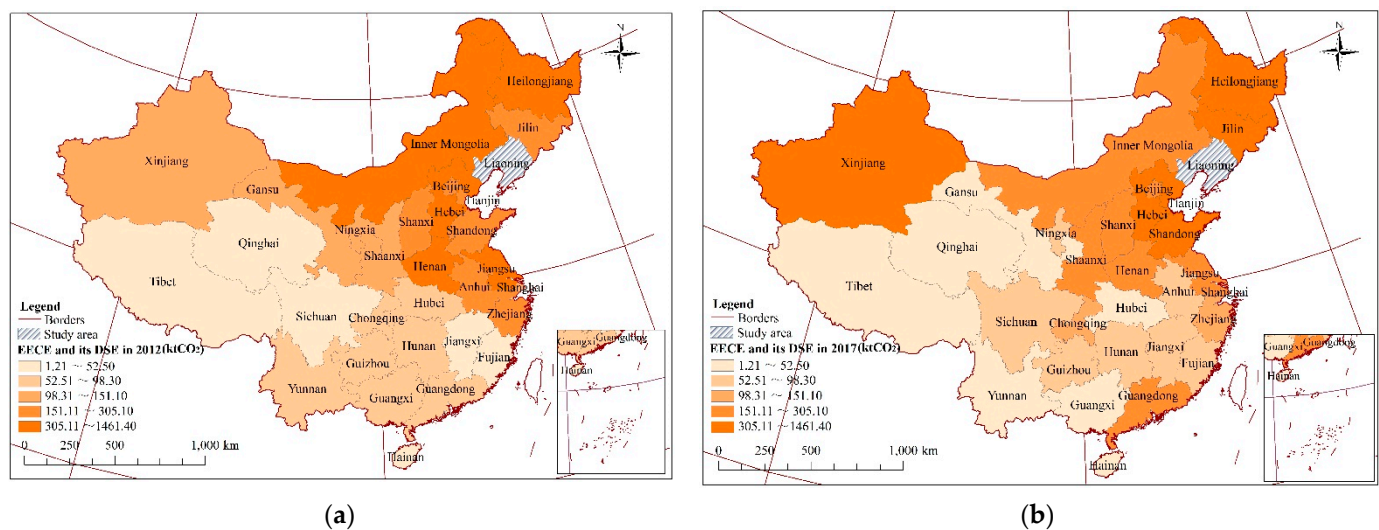 N
Heilongjiang
Jilin
Inner Mongolia
Liaoning
Xinjiang
Beijing
Gansu
Tianjin
Hebei
Ningxia
Shanxi
Shandong
Qinghai
Shaanxi
Henan
Jiangsu
Tibet
Anhui
Shanghai
Hubei
Sichuan
Chongqing
Zhejiang
Hunan
Jiangxi
Fujian
Guizhou
Yunnan
Guangxi
Guangdong
Hainan
Legend
Borders
Study area
EECE and its DSE in 2012(ktCO₂)
1.21 ~ 52.50
52.51 ~ 98.30
98.31 ~ 151.10
151.11 ~ 305.10
305.11 ~ 1461.40
0 250 500 1,000 km
Guangxi Guangdong
Hainan
(a)
N
Heilongjiang
Jilin
Inner Mongolia
Liaoning
Xinjiang
Beijing
Gansu
Tianjin
Hebei
Ningxia
Shanxi
Shandong
Qinghai
Shaanxi
Henan
Jiangsu
Tibet
Anhui
Shanghai
Hubei
Sichuan
Chongqing
Zhejiang
Hunan
Jiangxi
Fujian
Guizhou
Yunnan
Guangxi
Guangdong
Hainan
Legend
Borders
Study area
EECE and its DSE in 2017(ktCO₂)
1.21 ~ 52.50
52.51 ~ 98.30
98.31 ~ 151.10
151.11 ~ 305.10
305.11 ~ 1461.40
0 250 500 1,000 km
Guangxi Guangdong
Hainan
(b)